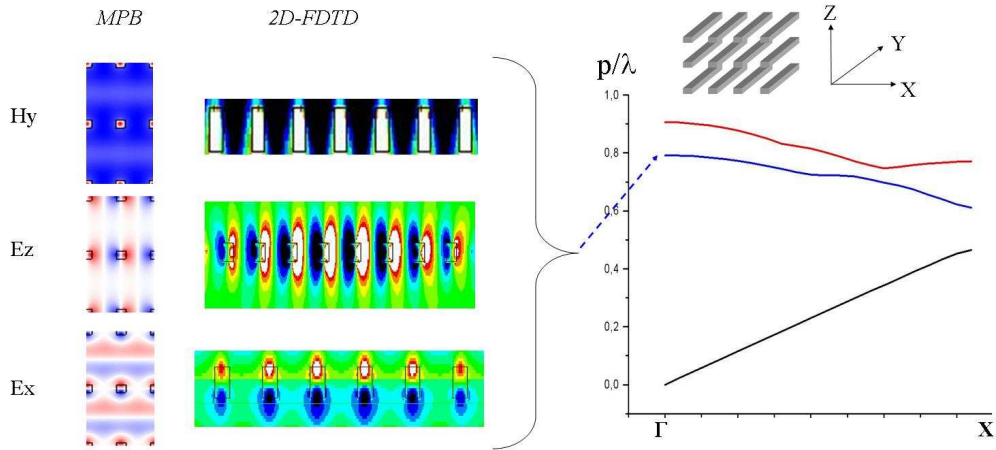 MPB 2D-FDTD
Hy
Ez
Ex
Z
Y
X
p/λ
1,0
0,8
0,6
0,4
0,2
0,0
Γ X